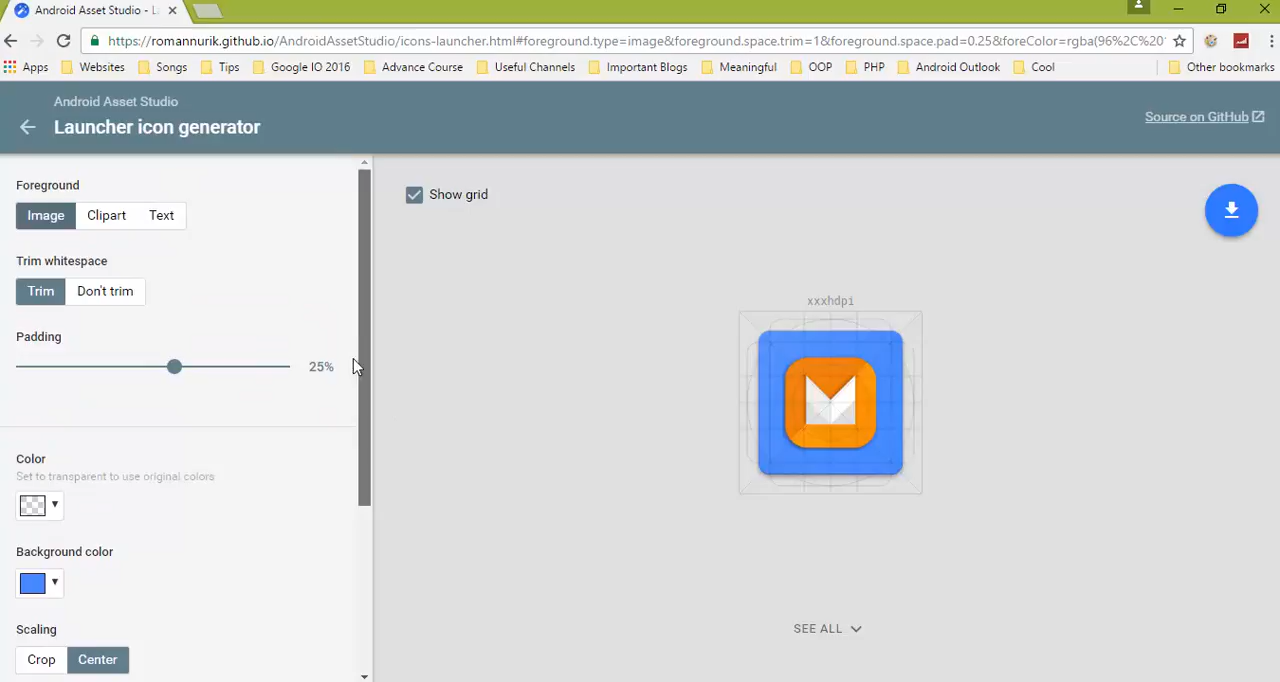 Android Asset Studio - L
https://romannurik.github.io/AndroidAssetStudio/icons-launcher.html#foreground.type=image&foreground.space.trim=1&foreground.space.pad=0.25&foreColor=rgba(96%2C%20
Apps Websites Songs Tips Google IO 2016 Advance Course Useful Channels Important Blogs Meaningful OOP PHP Android Outlook Cool Other bookmarks
Android Asset Studio
Launcher icon generator
Source on GitHub
Foreground
Image Clipart Text
Show grid
Trim whitespace
Trim Don't trim
Padding
25%
xxxhdpi
Color
Set to transparent to use original colors
Background color
Scaling
Crop Center
SEE ALL